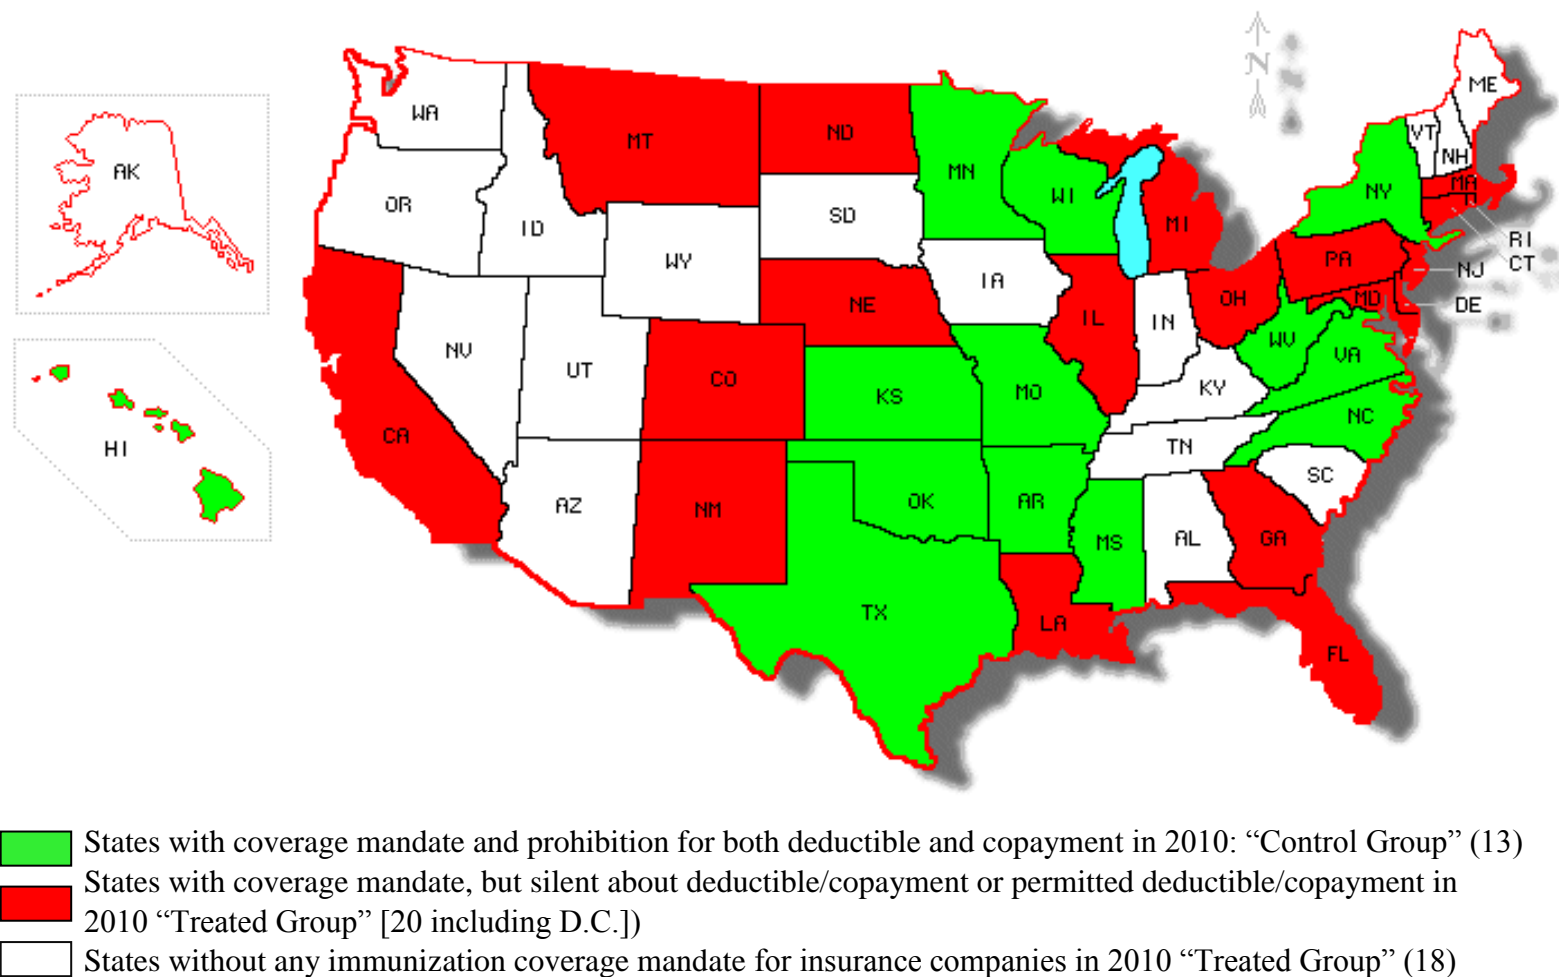 N
ME
WA
VT
MT
ND
NH
AK
MN
MA
WI
NY
OR
SD
MI
ID
RI
WY
PA
CT
NJ
IA
NE
OH
MD
DE
IL
IN
NV
WV
VA
UT
CO
KY
KS
MO
NC
CA
HI
TN
SC
AZ
NM
OK
AR
MS
AL
GA
TX
LA
FL
States with coverage mandate and prohibition for both deductible and copayment in 2010: “Control Group” (13)
States with coverage mandate, but silent about deductible/copayment or permitted deductible/copayment in
2010 “Treated Group” [20 including D.C.])
States without any immunization coverage mandate for insurance companies in 2010 “Treated Group” (18)